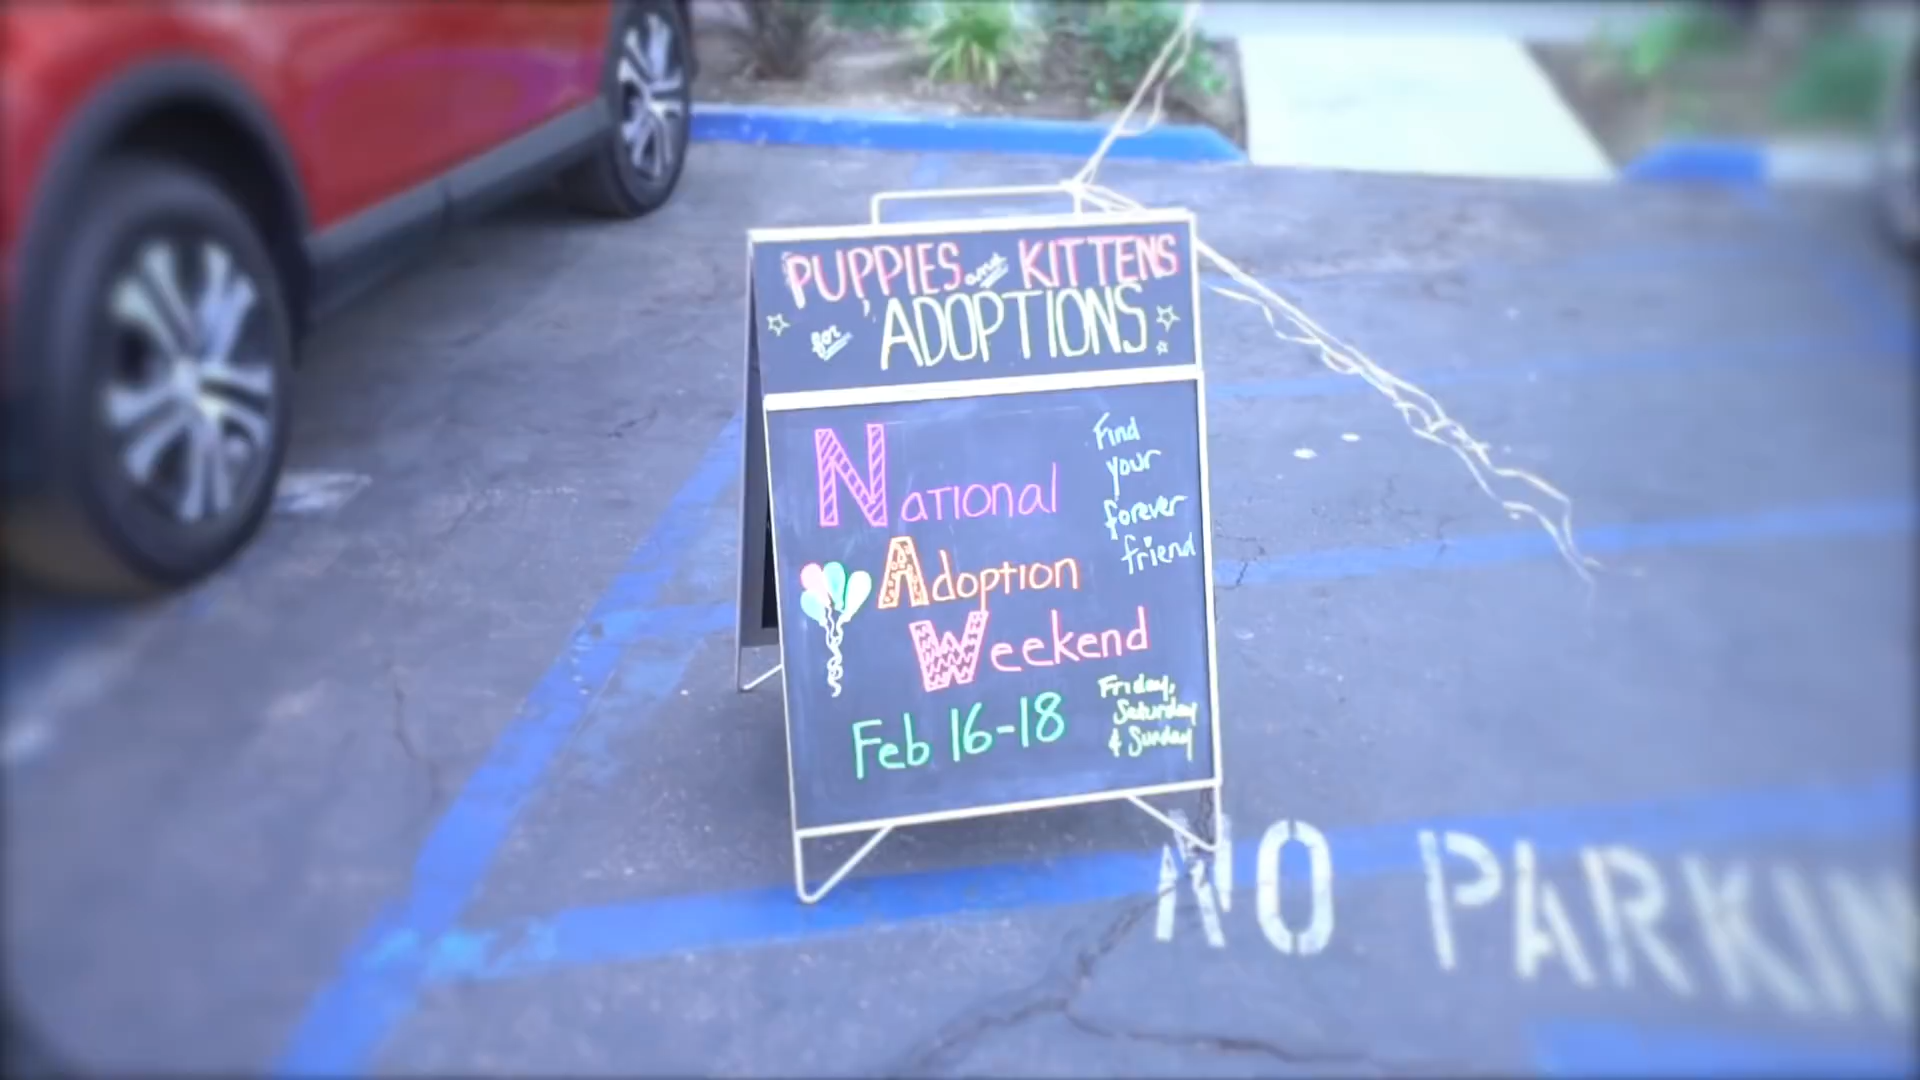 PUPPIES and KITTENS
for ADOPTIONS
National
Adoption
Weekend
Feb 16-18
Find
your
forever
friend
Friday,
Saturday
& Sunday
NO PARKIN